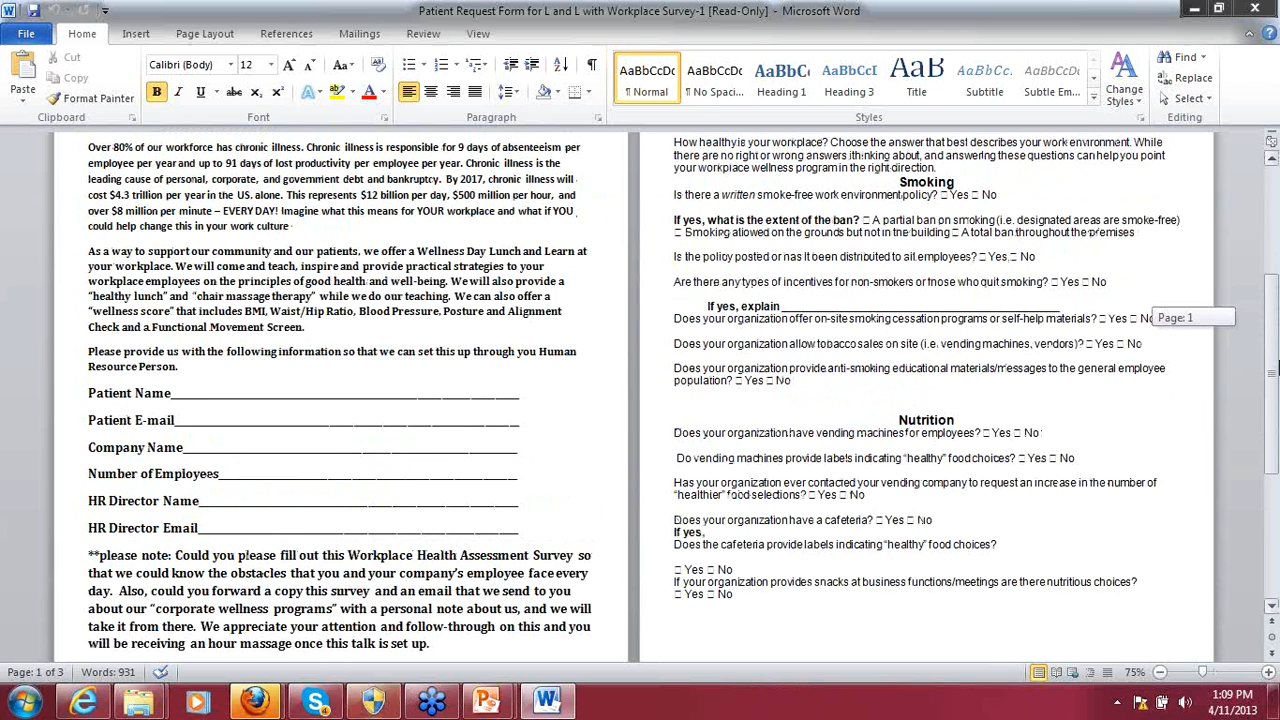 Patient Request Form for L and L with Workplace Survey-1 [Read-Only] - Microsoft Word
File Home Insert Page Layout References Mailings Review View
Cut
Copy
Format Painter
Paste
Calibri (Body) 12
AaBbCcDc AaBbCcDc AaBbCc AaBbCcDc AaB AaBbCcDc AaBbCcDc
¶ Normal ¶ No Spaci... Heading 1 Heading 3 Title Subtitle Subtle Em...
Change Styles
Find
Replace
Select
Clipboard Font Paragraph Styles Editing
Over 80% of our workforce has chronic illness. Chronic illness is responsible for 9 days of absenteeism per
employee per year and up to 91 days of lost productivity per employee per year. Chronic illness is the
leading cause of personal, corporate, and government debt and bankruptcy. By 2017, chronic illness will
cost $4.3 trillion per year in the US. alone. This represents $12 billion per day, $500 million per hour, and
over $8 million per minute – EVERY DAY! Imagine what this means for YOUR workplace and what if YOU
could help change this in your work culture
As a way to support our community and our patients, we offer a Wellness Day Lunch and Learn at
your workplace. We will come and teach, inspire and provide practical strategies to your
workplace employees on the principles of good health and well-being. We will also provide a
“healthy lunch” and “chair massage therapy” while we do our teaching. We can also offer a
“wellness score” that includes BMI, Waist/Hip Ratio, Blood Pressure, Posture and Alignment
Check and a Functional Movement Screen.
Please provide us with the following information so that we can set this up through you Human
Resource Person.
Patient Name
Patient E-mail
Company Name
Number of Employees
HR Director Name
HR Director Email
**please note: Could you please fill out this Workplace Health Assessment Survey so
that we could know the obstacles that you and your company's employee face every
day. Also, could you forward a copy this survey and an email that we send to you
about our “corporate wellness programs” with a personal note about us, and we will
take it from there. We appreciate your attention and follow-through on this and you
will be receiving an hour massage once this talk is set up.
How healthy is your workplace? Choose the answer that best describes your work environment. While
there are no right or wrong answers, thinking about, and answering these questions can help you point
your workplace wellness program in the right direction.
Smoking
Is there a written smoke-free work environment policy? □ Yes □ No
If yes, what is the extent of the ban? □ A partial ban on smoking (i.e. designated areas are smoke-free)
□ Smoking allowed on the grounds but not in the building □ A total ban throughout the premises
Is the policy posted or has it been distributed to all employees? □ Yes □ No
Are there any types of incentives for non-smokers or those who quit smoking? □ Yes □ No
If yes, explain
Does your organization offer on-site smoking cessation programs or self-help materials? □ Yes □ No
Does your organization allow tobacco sales on site (i.e. vending machines, vendors)? □ Yes □ No
Does your organization provide anti-smoking educational materials/messages to the general employee
population? □ Yes □ No
Nutrition
Does your organization have vending machines for employees? □ Yes □ No
Do vending machines provide labels indicating “healthy” food choices? □ Yes □ No
Has your organization ever contacted your vending company to request an increase in the number of
“healthier” food selections? □ Yes □ No
Does your organization have a cafeteria? □ Yes □ No
If yes,
Does the cafeteria provide labels indicating “healthy” food choices?
□ Yes □ No
If your organization provides snacks at business functions/meetings are there nutritious choices?
□ Yes □ No
Page: 1
Page: 1 of 3 Words: 931 75%
1:09 PM
4/11/2013